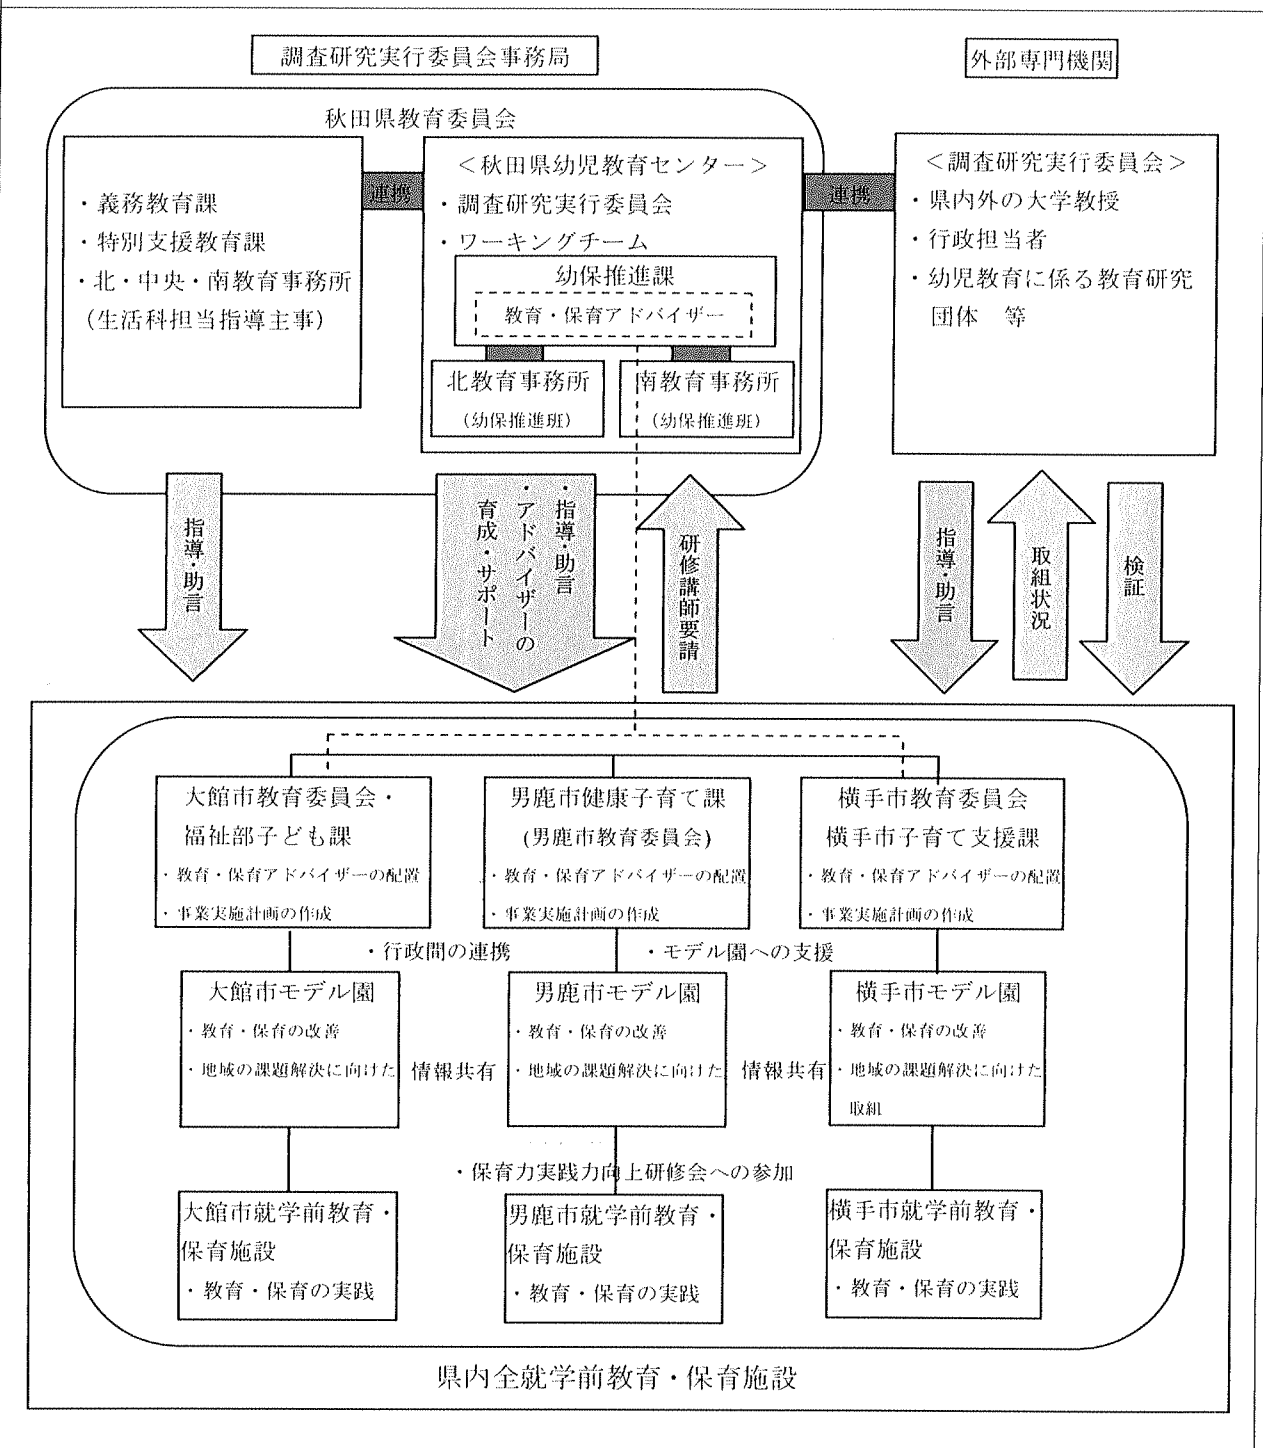 調査研究実行委員会事務局
外部専門機関
秋田県教育委員会
・義務教育課
・特別支援教育課
・北・中央・南教育事務所
（生活科担当指導主事）
連携
＜秋田県幼児教育センター＞
・調査研究実行委員会
・ワーキングチーム
幼保推進課
教育・保育アドバイザー
北教育事務所
（幼保推進班）
南教育事務所
（幼保推進班）
連携
＜調査研究実行委員会＞
・県内外の大学教授
・行政担当者
・幼児教育に係る教育研究
団体　等
指導・助言
・指導・助言
・アドバイザーの
育成・サポート
研修講師要請
指導・助言
取組状況
検証
大館市教育委員会・
福祉部子ども課
・教育・保育アドバイザーの配置
・事業実施計画の作成
男鹿市健康子育て課
（男鹿市教育委員会）
・教育・保育アドバイザーの配置
・事業実施計画の作成
横手市教育委員会
横手市子育て支援課
・教育・保育アドバイザーの配置
・事業実施計画の作成
・行政間の連携
・モデル園への支援
大館市モデル園
・教育・保育の改善
・地域の課題解決に向けた
情報共有
男鹿市モデル園
・教育・保育の改善
・地域の課題解決に向けた
情報共有
横手市モデル園
・教育・保育の改善
・地域の課題解決に向けた
取組
・保育力実践力向上研修会への参加
大館市就学前教育・
保育施設
・教育・保育の実践
男鹿市就学前教育・
保育施設
・教育・保育の実践
横手市就学前教育・
保育施設
・教育・保育の実践
県内全就学前教育・保育施設